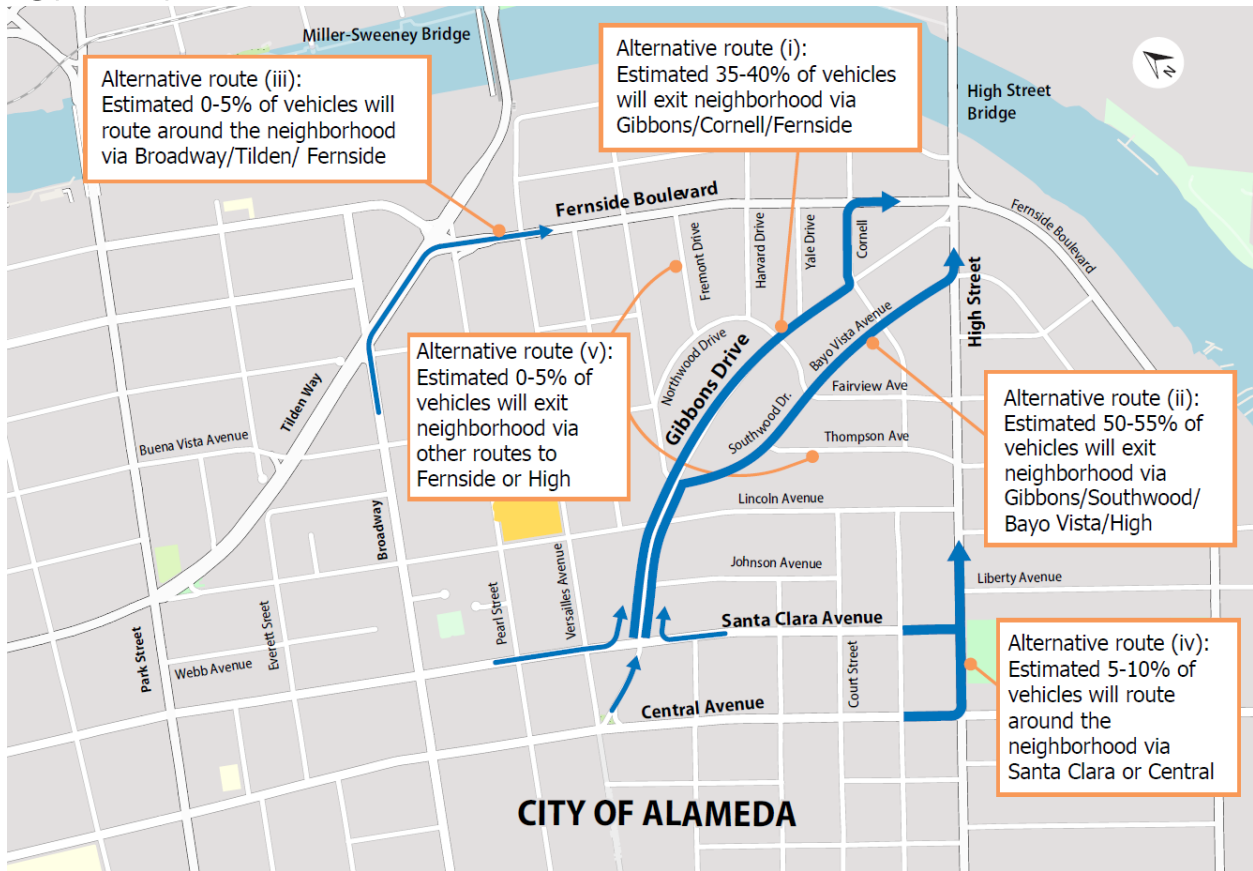 Miller-Sweeney Bridge
Alternative route (iii):
Estimated 0-5% of vehicles will
route around the neighborhood
via Broadway/Tilden/ Fernside
Alternative route (i):
Estimated 35-40% of vehicles
will exit neighborhood via
Gibbons/Cornell/Fernside
N
High Street
Bridge
Fernside Boulevard
Fernside Boulevard
Fremont Drive
Harvard Drive
Yale Drive
Cornell
High Street
Alternative route (v):
Estimated 0-5% of
vehicles will exit
neighborhood via
other routes to
Fernside or High
Northwood Drive
Gibbons Drive
Bayo Vista Avenue
Southwood Dr.
Fairview Ave
Thompson Ave
Alternative route (ii):
Estimated 50-55% of
vehicles will exit
neighborhood via
Gibbons/Southwood/
Bayo Vista/High
Tilden Way
Buena Vista Avenue
Broadway
Lincoln Avenue
Johnson Avenue
Liberty Avenue
Park Street
Everett Sreet
Webb Avenue
Pearl Street
Versailles Avenue
Santa Clara Avenue
Court Street
Central Avenue
Alternative route (iv):
Estimated 5-10% of
vehicles will route
around the
neighborhood via
Santa Clara or Central
CITY OF ALAMEDA